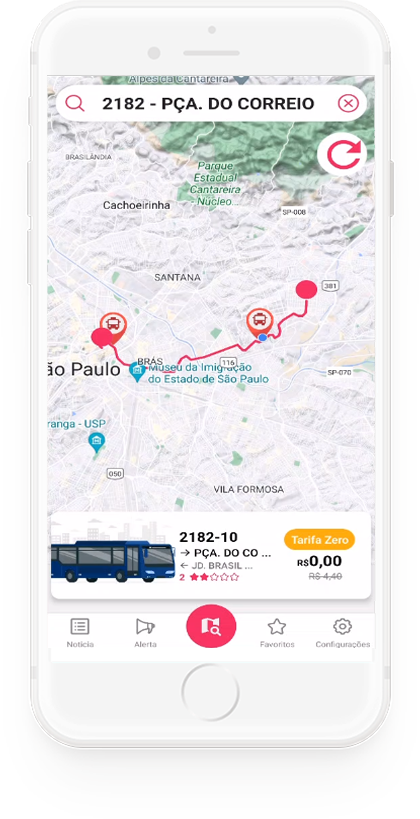 Alpes da Cantareira
2182 - PÇA. DO CORREIO
BRASILÂNDIA
Parque
Estadual
Cantareira
- Núcleo...
Cachoeirinha
SP-008
SANTANA
381
BRÁS
116
ão Paulo
Museu da Imigração
do Estado de São Paulo
SP-070
ranga - USP
050
VILA FORMOSA
2182-10
→ PÇA. DO CO ...
← JD. BRASIL ...
2
Tarifa Zero
R$0,00
R$ 4,40
Notícia
Alerta
Favoritos
Configurações